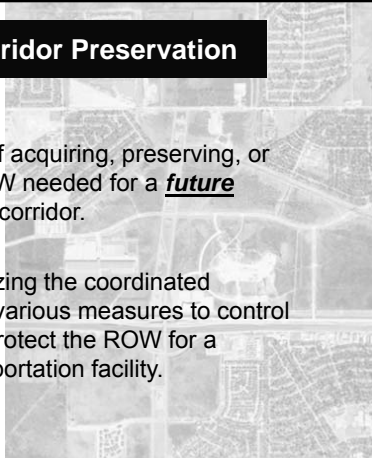 ridor Preservation
f acquiring, preserving, or
W needed for a future
corridor.
zing the coordinated
various measures to control
rotect the ROW for a
portation facility.